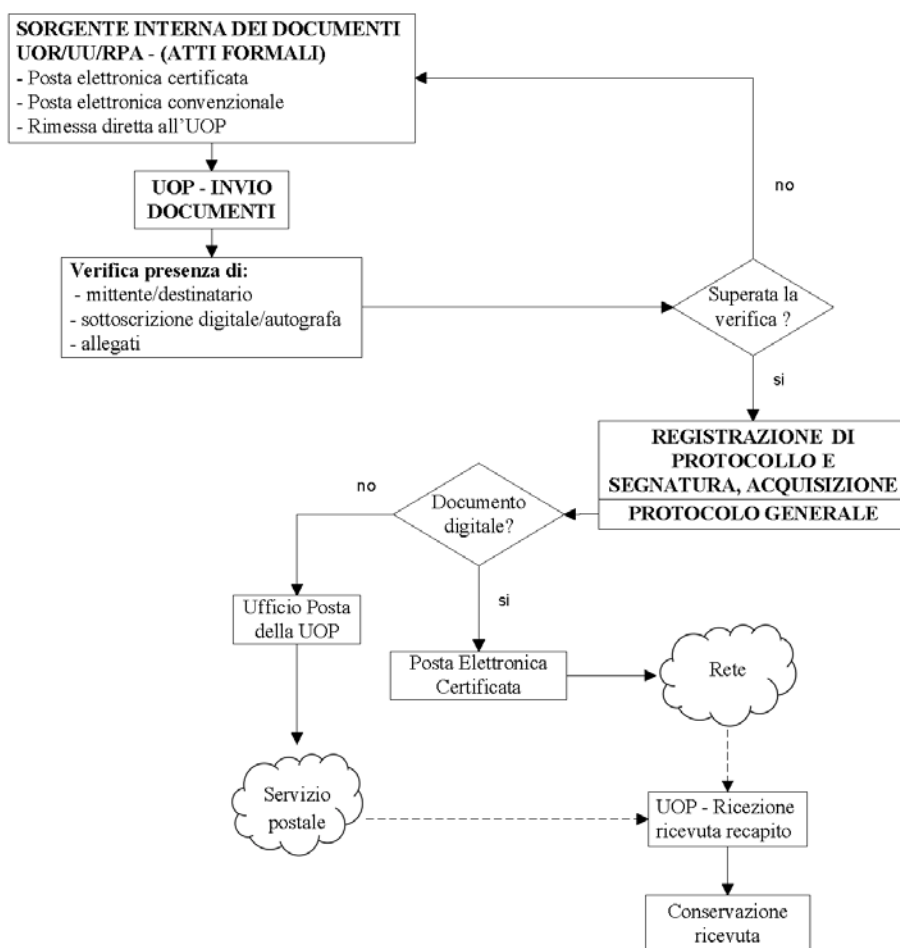 SORGENTE INTERNA DEI DOCUMENTI
UOR/UU/RPA - (ATTI FORMALI)
- Posta elettronica certificata
- Posta elettronica convenzionale
- Rimessa diretta all'UOP
UOP - INVIO
DOCUMENTI
Verifica presenza di:
- mittente/destinatario
- sottoscrizione digitale/autografa
- allegati
no
Superata la
verifica ?
si
REGISTRAZIONE DI
PROTOCOLLO E
SEGNATURA, ACQUISIZIONE
PROTOCOLO GENERALE
Documento
digitale?
no
si
Ufficio Posta
della UOP
Posta Elettronica
Certificata
Rete
Servizio
postale
UOP - Ricezione
ricevuta recapito
Conservazione
ricevuta